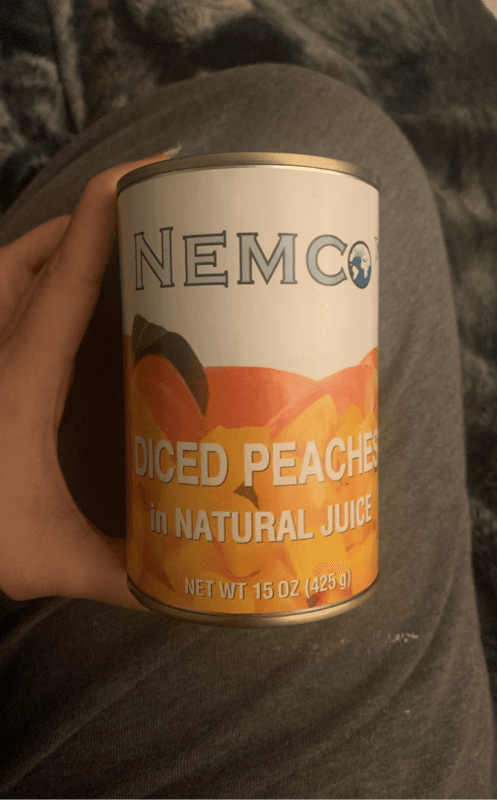 NEMCO
DICED PEACHES
in NATURAL JUICE
NET WT 15 OZ (425 g)